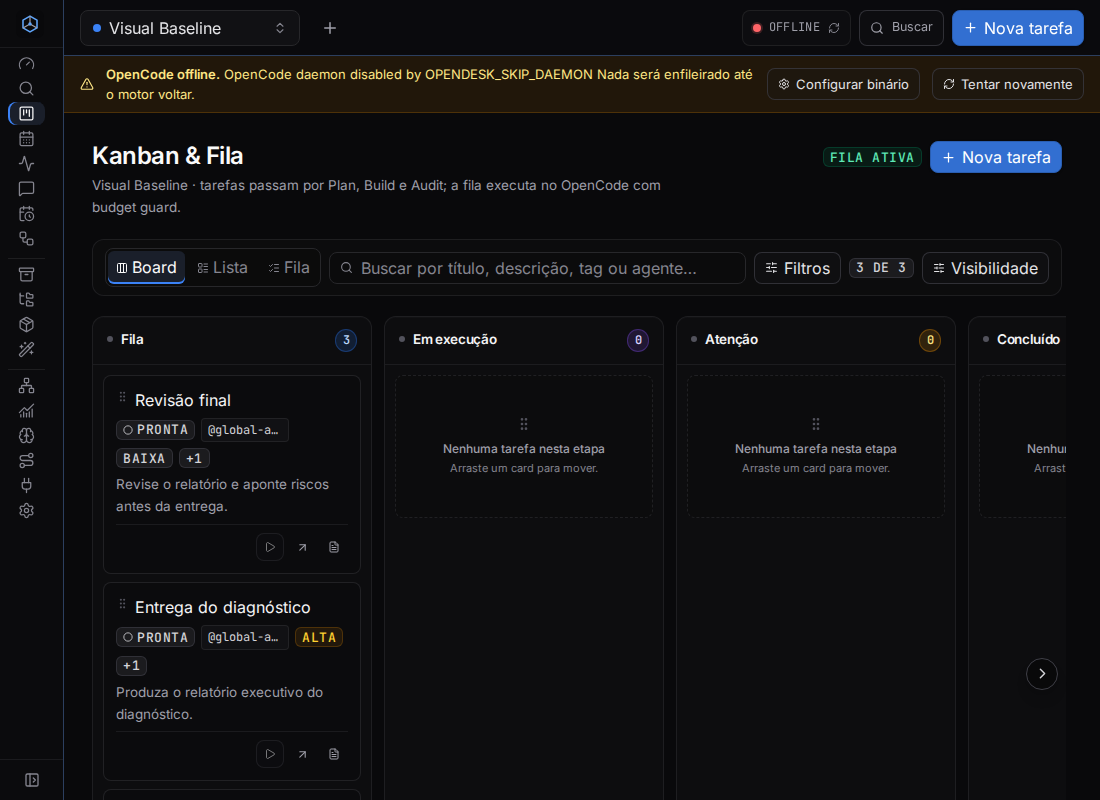 Visual Baseline
OFFLINE
Buscar
Nova tarefa
OpenCode offline. OpenCode daemon disabled by OPENDESK_SKIP_DAEMON Nada será enfileirado até
o motor voltar.
Configurar binário
Tentar novamente
Kanban & Fila
FILA ATIVA
Nova tarefa
Visual Baseline · tarefas passam por Plan, Build e Audit; a fila executa no OpenCode com
budget guard.
Board
Lista
Fila
Buscar por título, descrição, tag ou agente...
Filtros
3 DE 3
Visibilidade
Fila
3
Em execução
0
Atenção
0
Concluído
Revisão final
PRONTA
@global-a…
BAIXA
+1
Revise o relatório e aponte riscos
antes da entrega.
Nenhuma tarefa nesta etapa
Arraste um card para mover.
Nenhuma tarefa nesta etapa
Arraste um card para mover.
Entrega do diagnóstico
PRONTA
@global-a…
ALTA
+1
Produza o relatório executivo do
diagnóstico.